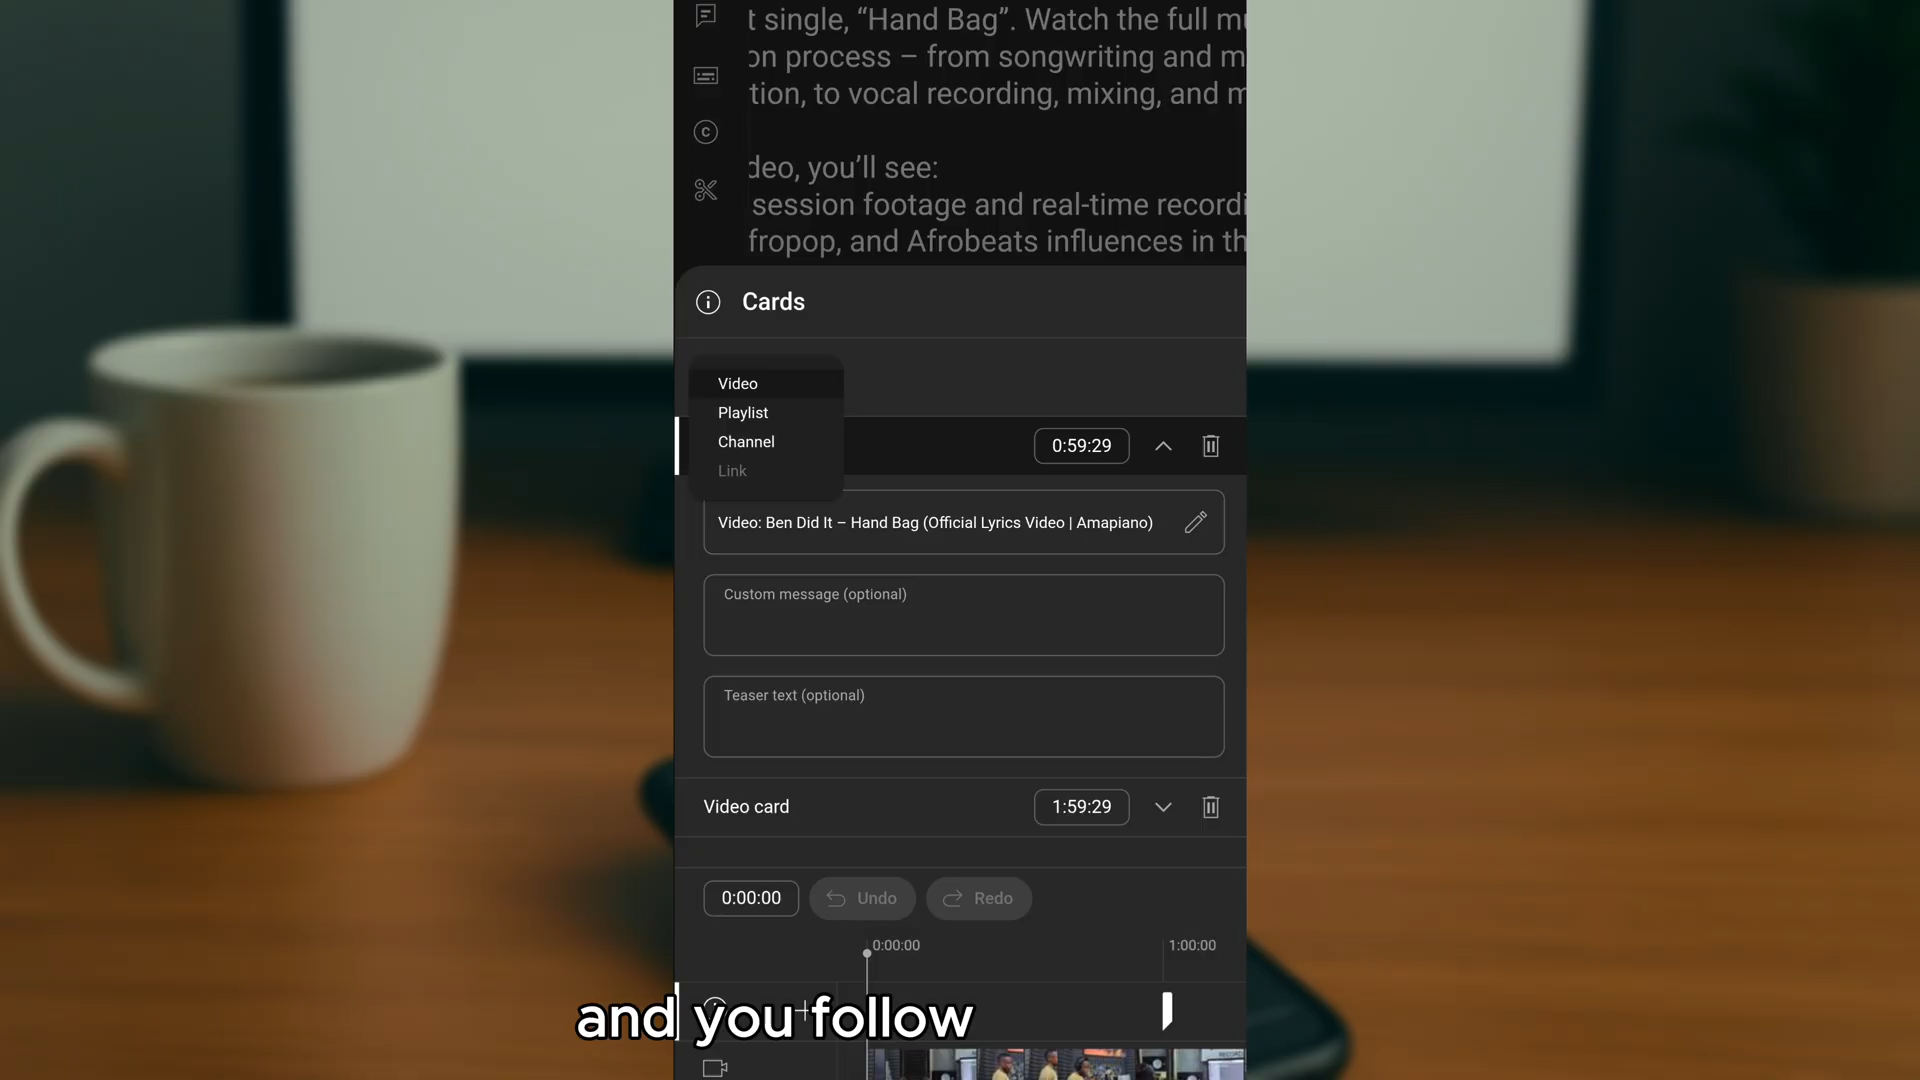 t single, “Hand Bag”. Watch the full mu
on process – from songwriting and m
tion, to vocal recording, mixing, and m
deo, you’ll see:
session footage and real-time recordi
fropop, and Afrobeats influences in th
Cards
Video
Playlist
Channel
Link
0:59:29
Video: Ben Did It – Hand Bag (Official Lyrics Video | Amapiano)
Custom message (optional)
Teaser text (optional)
Video card
1:59:29
0:00:00
Undo
Redo
0:00:00
1:00:00
and you follow